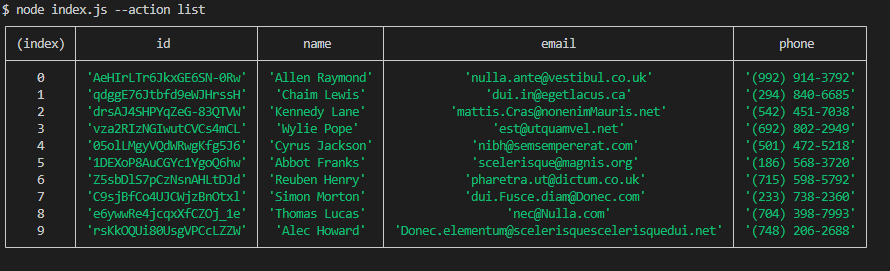 $ node index.js --action list
(index) id name email phone
0 'AeHIrLTr6JkxGE6SN-0Rw' 'Allen Raymond' 'nulla.ante@vestibul.co.uk' '(992) 914-3792'
1 'qdggE76Jtbfd9eWJHrssH' 'Chaim Lewis' 'dui.in@egetlacus.ca' '(294) 840-6685'
2 'drsAJ4SHPYqZeG-83QTVW' 'Kennedy Lane' 'mattis.Cras@nonenimMauris.net' '(542) 451-7038'
3 'vza2RIzNGIwutCVCs4mCL' 'Wylie Pope' 'est@utquamvel.net' '(692) 802-2949'
4 '05olLMgyVQdWRwgKfg5J6' 'Cyrus Jackson' 'nibh@semsempererat.com' '(501) 472-5218'
5 '1DEXoP8AuCGYc1YgoQ6hw' 'Abbot Franks' 'scelerisque@magnis.org' '(186) 568-3720'
6 'Z5sbDlS7pCzNsnAHLtDJd' 'Reuben Henry' 'pharetra.ut@dictum.co.uk' '(715) 598-5792'
7 'C9sjBfCo4UJCWjzBnOtxl' 'Simon Morton' 'dui.Fusce.diam@Donec.com' '(233) 738-2360'
8 'e6ywwRe4jcqxXfCZOj_1e' 'Thomas Lucas' 'nec@Nulla.com' '(704) 398-7993'
9 'rsKkOQUi80UsgVPCcLZZW' 'Alec Howard' 'Donec.elementum@scelerisquescelerisquedui.net' '(748) 206-2688'